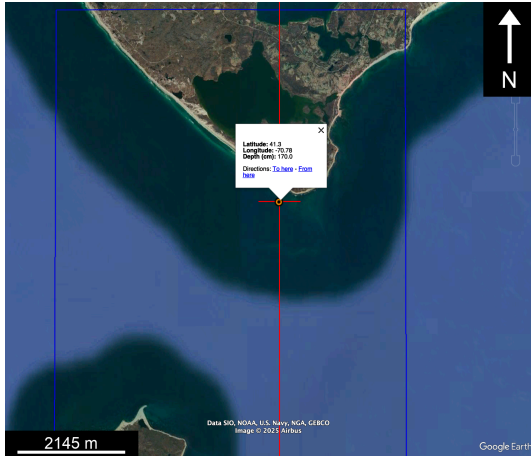 N
Latitude: 41.3
Longitude: -70.78
Depth (cm): 170.0
Directions: To here - From
here
Data SIO, NOAA, U.S. Navy, NGA, GEBCO
Image © 2025 Airbus
2145 m
Google Earth